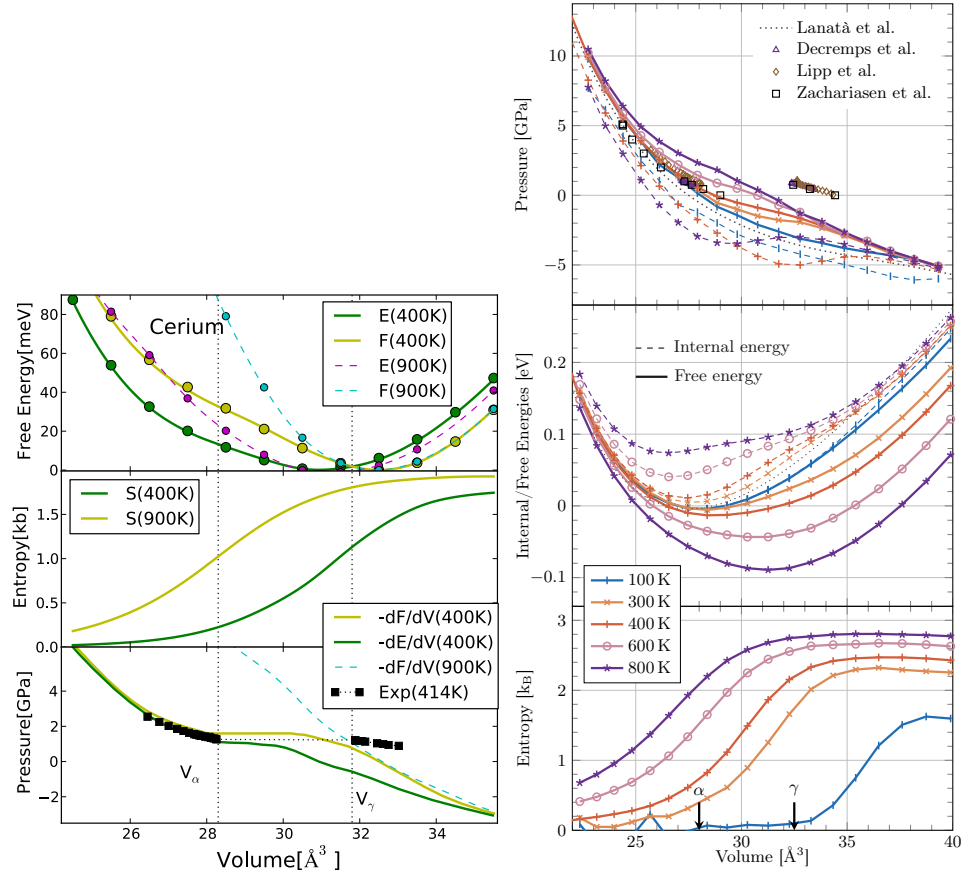 Free Energy[meV]
80
60
40
20
0
Cerium
E(400K)
F(400K)
E(900K)
F(900K)
Entropy[kb]
1.5
1.0
0.5
0.0
S(400K)
S(900K)
Pressure[GPa]
4
2
0
−2
-dF/dV(400K)
-dE/dV(400K)
-dF/dV(900K)
Exp(414K)
Vα
Vγ
26 28 30 32 34
Volume[Å³ ]
Pressure [GPa]
10
5
0
−5
Lanatà et al.
Decremps et al.
Lipp et al.
Zachariasen et al.
Internal/Free Energies [eV]
0.2
0.1
0
−0.1
Internal energy
Free energy
100 K
300 K
400 K
600 K
800 K
Entropy [kB]
3
2
1
0
α
γ
25 30 35 40
Volume [Å³]